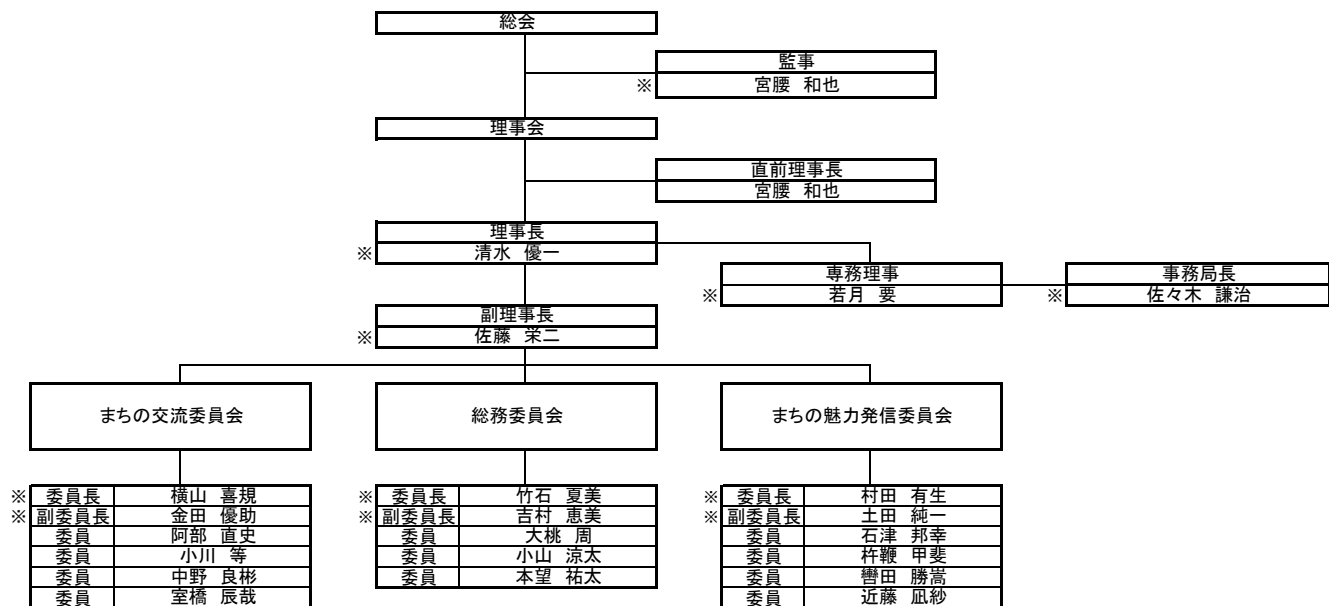 総会
監事
※ 宮腰 和也
理事会
直前理事長
宮腰 和也
理事長
※ 清水 優一
専務理事
※ 若月 要
事務局長
※ 佐々木 謙治
副理事長
※ 佐藤 栄二
まちの交流委員会
※ 委員長 横山 喜規
※ 副委員長 金田 優助
委員 阿部 直史
委員 小川 等
委員 中野 良彬
委員 室橋 辰哉
総務委員会
※ 委員長 竹石 夏美
※ 副委員長 吉村 恵美
委員 大桃 周
委員 小山 涼太
委員 本望 祐太
まちの魅力発信委員会
※ 委員長 村田 有生
※ 副委員長 土田 純一
委員 石津 邦幸
委員 杵鞭 甲斐
委員 轡田 勝嵩
委員 近藤 凪紗